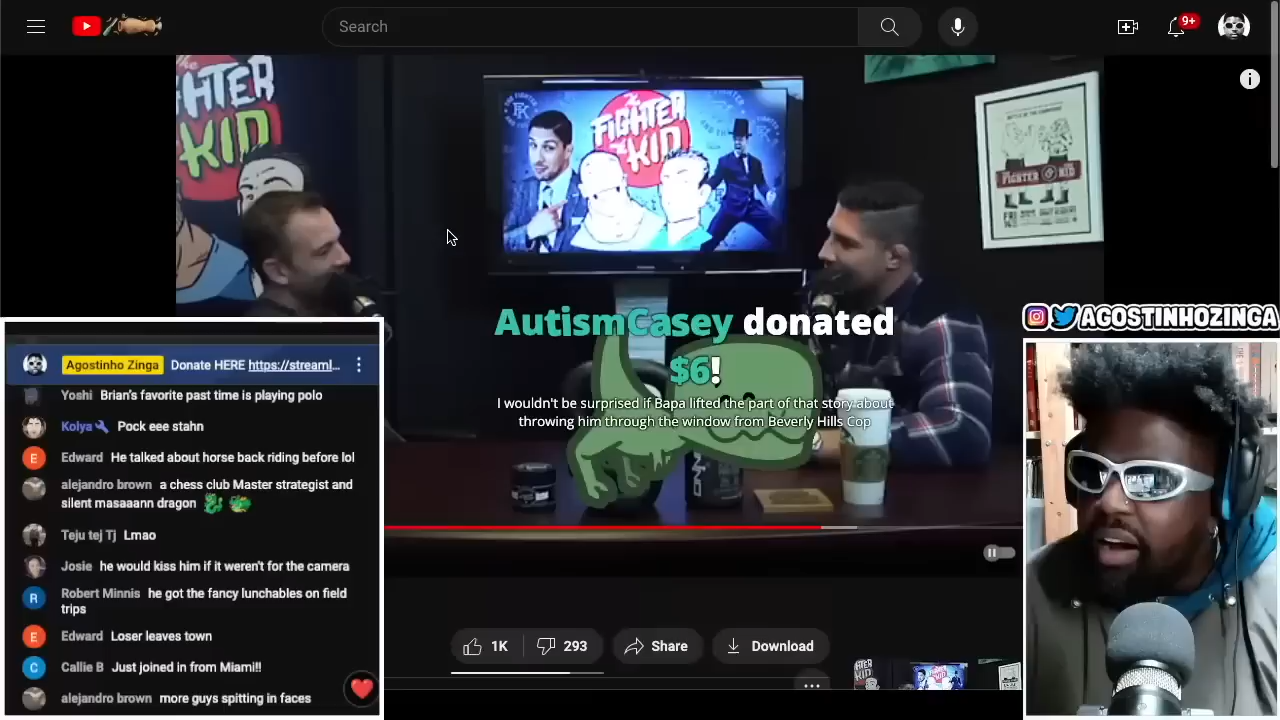 Search
9+
THE
FIGHTER
KID
FIGHTER
KID
FIGHTER KID
AutismCasey donated
$6!
I wouldn't be surprised if Bapa lifted the part of that story about
throwing him through the window from Beverly Hills Cop
AGOSTINHOZINGA
Agostinho Zinga Donate HERE https://streaml...
Yoshi Brian's favorite past time is playing polo
Kolya Pock eee stahn
Edward He talked about horse back riding before lol
alejandro brown a chess club Master strategist and
silent masaaann dragon
Teju tej Tj Lmao
Josie he would kiss him if it weren't for the camera
Robert Minnis he got the fancy lunchables on field
trips
Edward Loser leaves town
Callie B Just joined in from Miami!!
alejandro brown more guys spitting in faces
1K
293
Share
Download